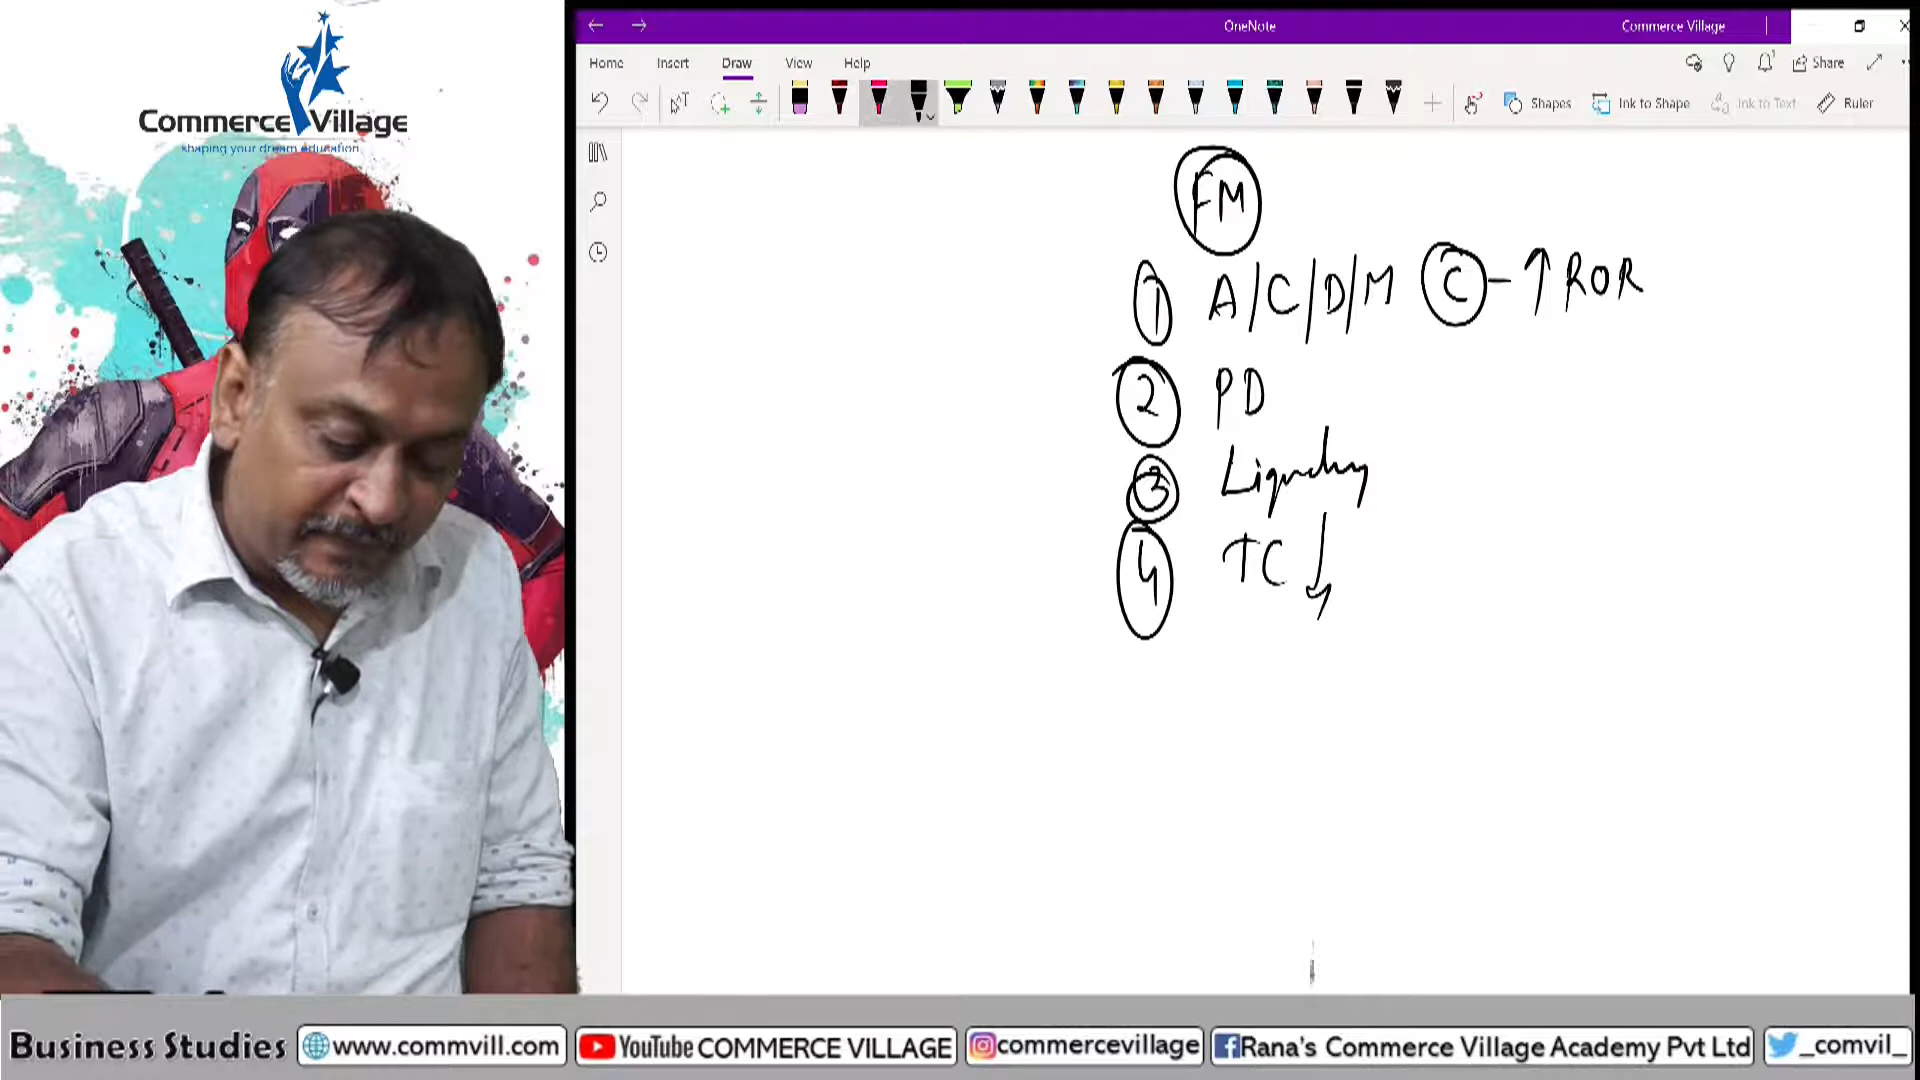 Commerce Village
shaping your dream education
OneNote
Commerce Village
Home Insert Draw View Help
Share
Shapes Ink to Shape Ink to Text Ruler
FM
1 A/C/D/M C - ↑ ROR
2 PD
3 Liquidity
4 TC ↓
Business Studies
www.commvill.com
YouTube COMMERCE VILLAGE
commercevillage
Rana's Commerce Village Academy Pvt Ltd
_comvil_